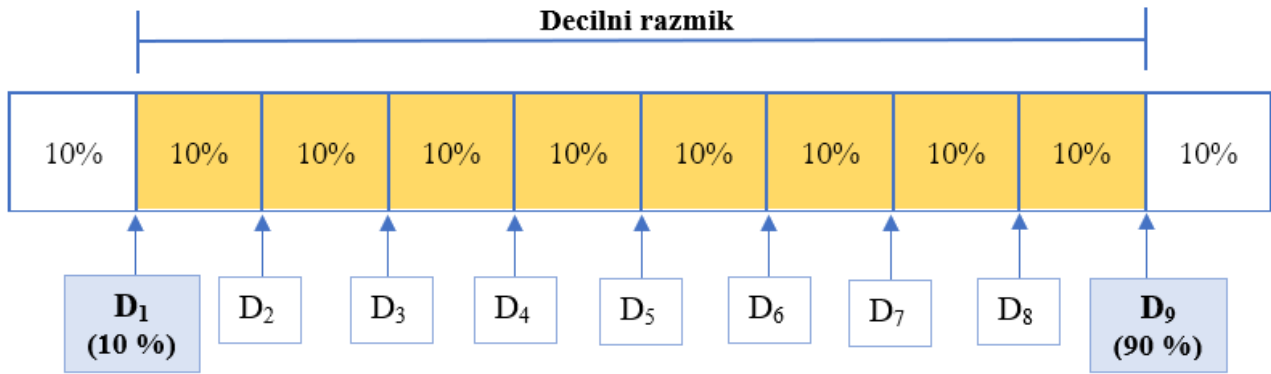 Decilni razmik
10% 10% 10% 10% 10% 10% 10% 10% 10% 10%
D₁ D₂ D₃ D₄ D₅ D₆ D₇ D₈ D₉
(10 %) (90 %)